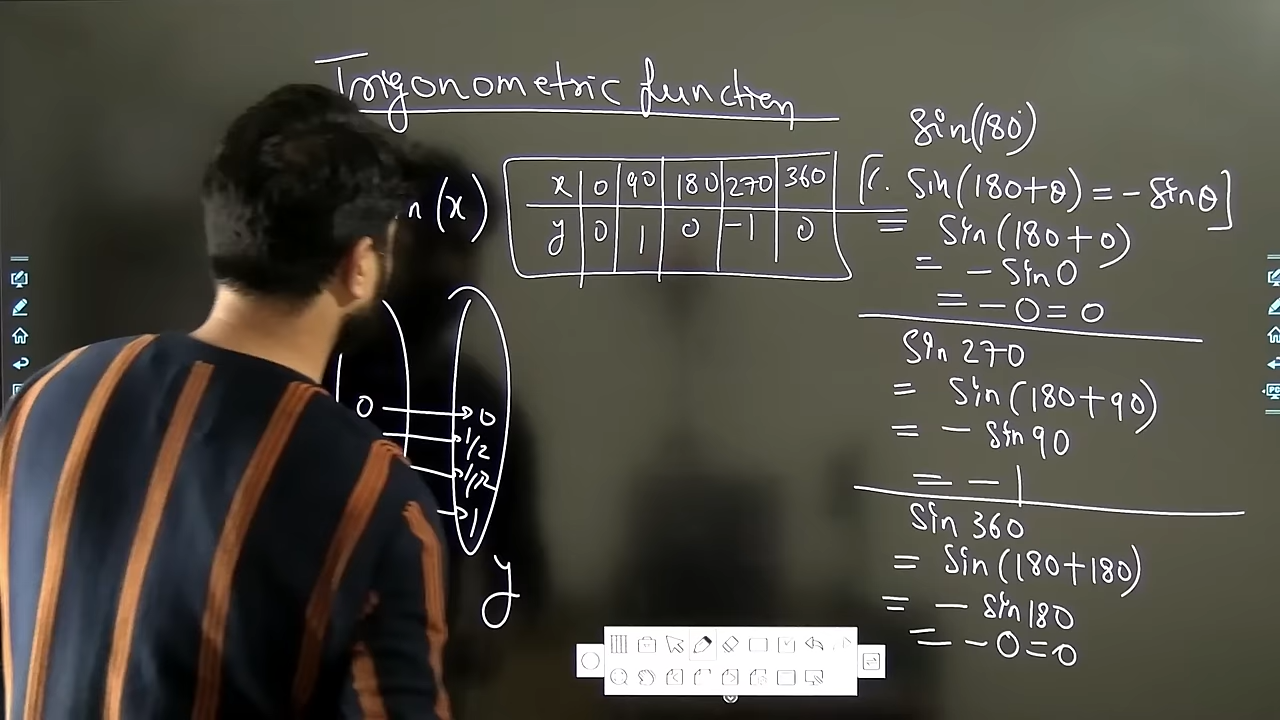 Trigonometric function
n (x)
x 0 90 180 270 360
y 0 1 0 -1 0
0 0
1/2
1/√2
1
y
Sin(180°)
[∵ Sin(180+θ) = -Sinθ]
= Sin(180+0)
= - Sin0
= -0=0
Sin 270
= Sin(180+90)
= - Sin90
= -1
Sin 360
= Sin(180+180)
= - Sin180
= -0=0